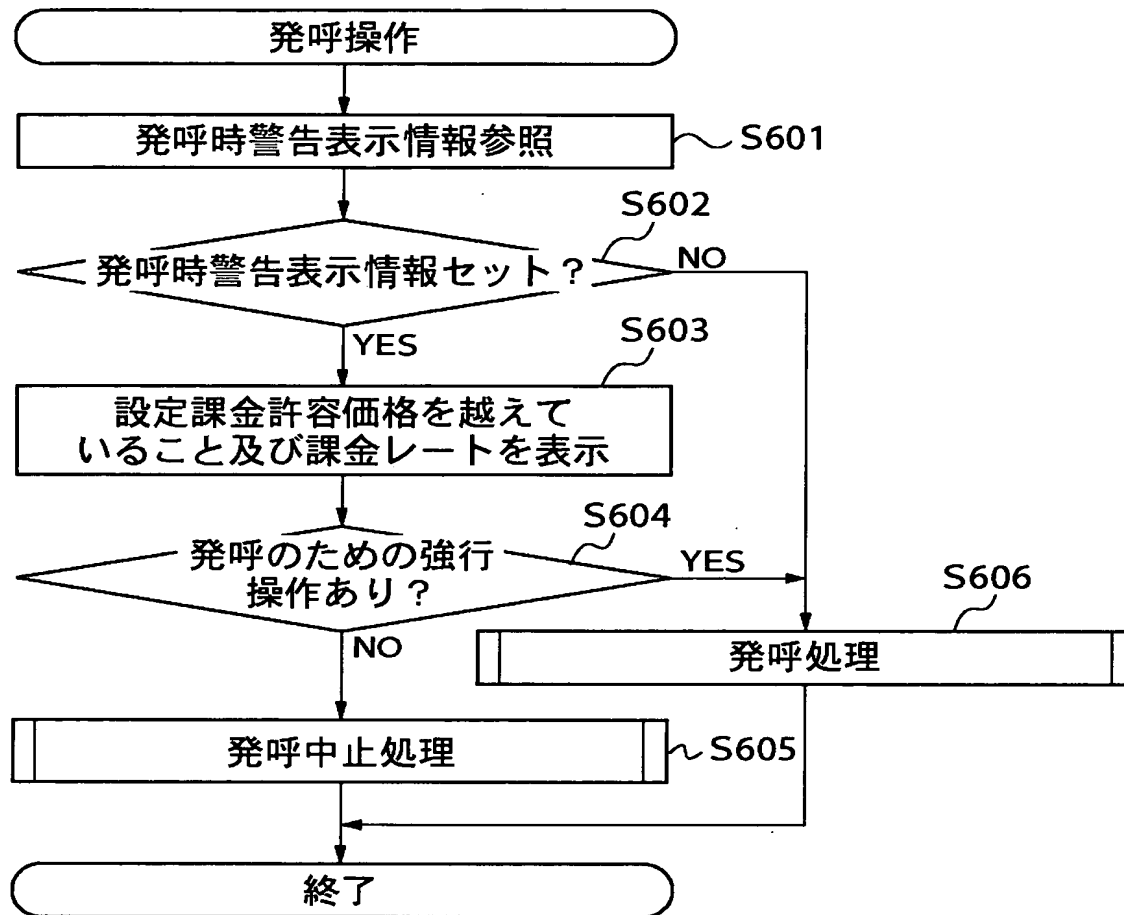 発呼操作
発呼時警告表示情報参照
S601
S602
発呼時警告表示情報セット？
NO
YES
S603
設定課金許容価格を越えて
いること及び課金レートを表示
S604
発呼のための強行
操作あり？
YES
NO
S606
発呼処理
発呼中止処理
S605
終了